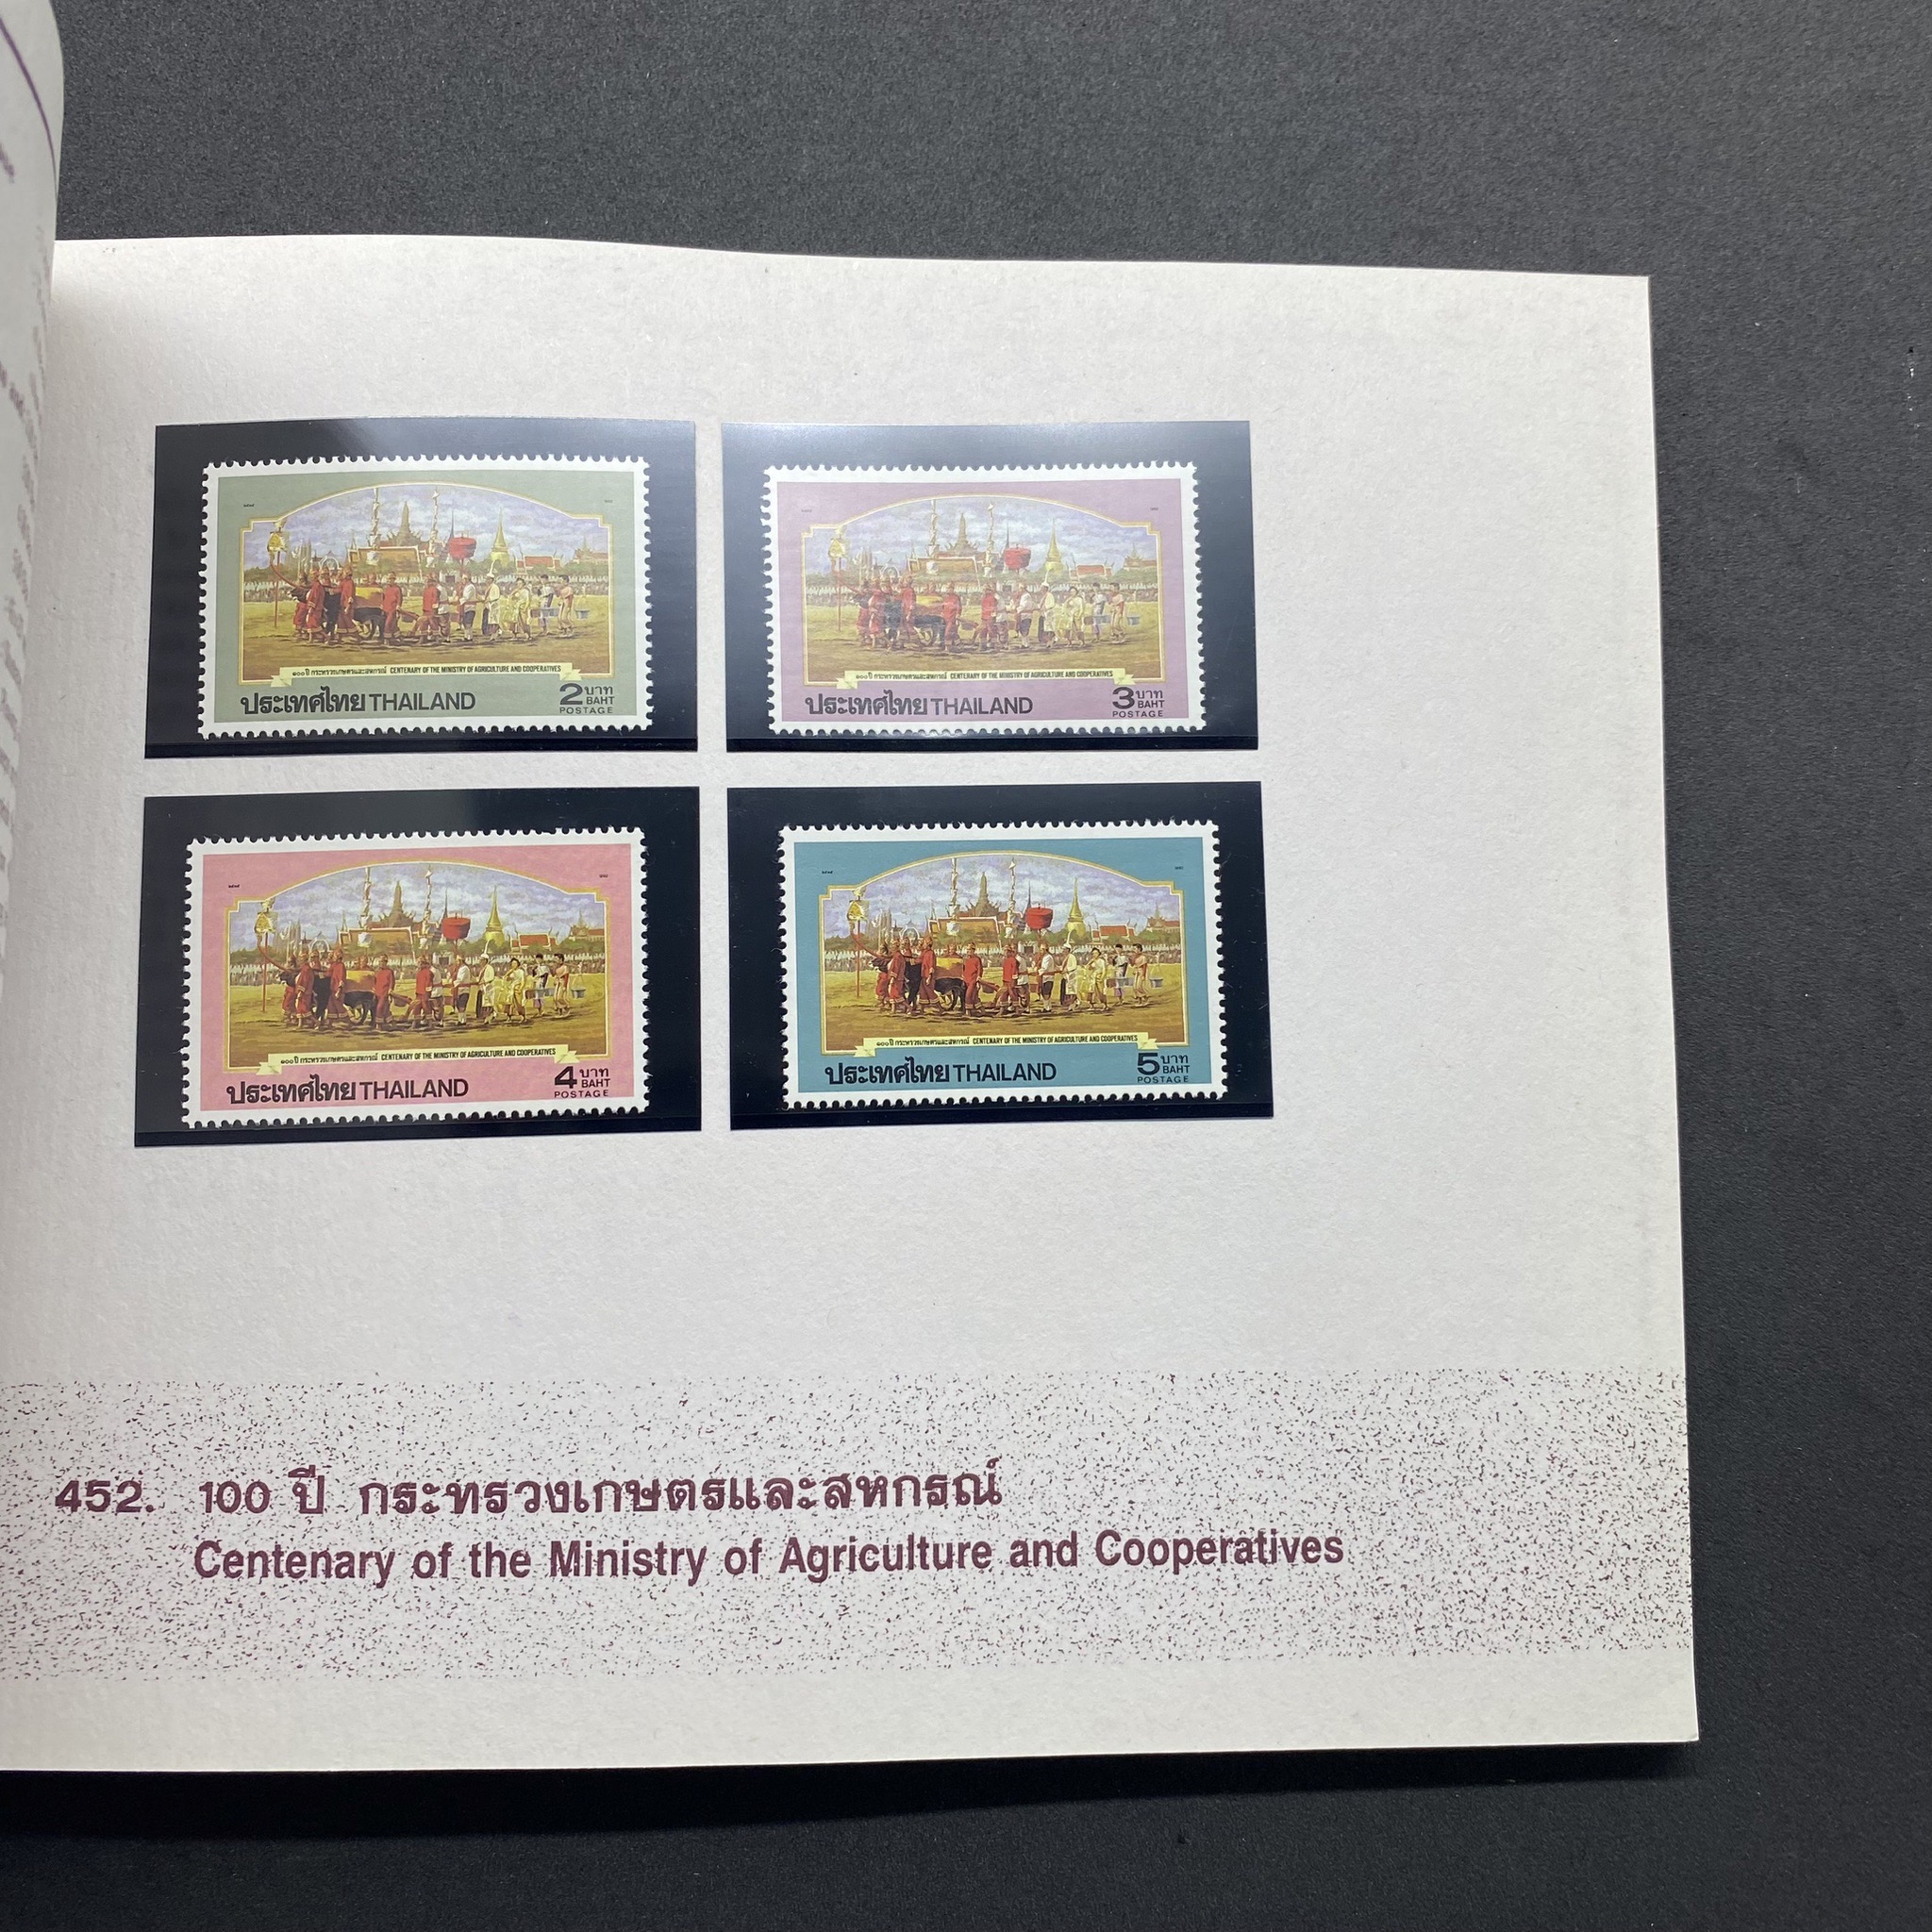 ๑๐๐ ปี กระทรวงเกษตรและสหกรณ์ CENTENARY OF THE MINISTRY OF AGRICULTURE AND COOPERATIVES
ประเทศไทย THAILAND
2 บาท
BAHT
POSTAGE
๑๐๐ ปี กระทรวงเกษตรและสหกรณ์ CENTENARY OF THE MINISTRY OF AGRICULTURE AND COOPERATIVES
ประเทศไทย THAILAND
3 บาท
BAHT
POSTAGE
๑๐๐ ปี กระทรวงเกษตรและสหกรณ์ CENTENARY OF THE MINISTRY OF AGRICULTURE AND COOPERATIVES
ประเทศไทย THAILAND
4 บาท
BAHT
POSTAGE
๑๐๐ ปี กระทรวงเกษตรและสหกรณ์ CENTENARY OF THE MINISTRY OF AGRICULTURE AND COOPERATIVES
ประเทศไทย THAILAND
5 บาท
BAHT
POSTAGE
452. 100 ปี กระทรวงเกษตรและสหกรณ์
Centenary of the Ministry of Agriculture and Cooperatives